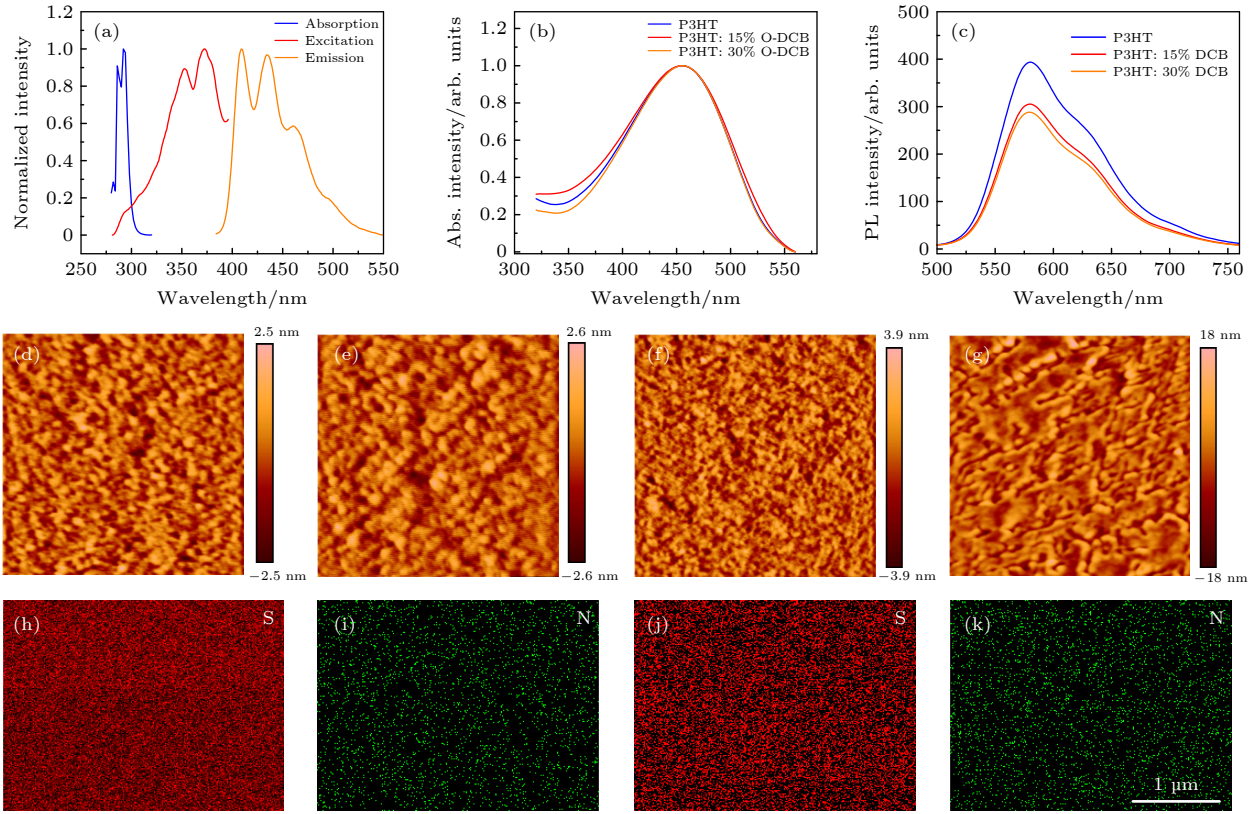 (a)
Absorption
Excitation
Emission
Normalized intensity
1.2
1.0
0.8
0.6
0.4
0.2
0
250 300 350 400 450 500 550
Wavelength/nm
(b)
P3HT
P3HT: 15% O-DCB
P3HT: 30% O-DCB
Abs. intensity/arb. units
1.0
0.8
0.6
0.4
0.2
0
300 350 400 450 500 550 600
Wavelength/nm
(c)
P3HT
P3HT: 15% DCB
P3HT: 30% DCB
PL intensity/arb. units
500
400
300
200
100
0
500 550 600 650 700 750
Wavelength/nm
(d)
2.5 nm
−2.5 nm
(e)
2.6 nm
−2.6 nm
(f)
3.9 nm
−3.9 nm
(g)
18 nm
−18 nm
(h) S
(i) N
(j) S
(k) N
1 µm